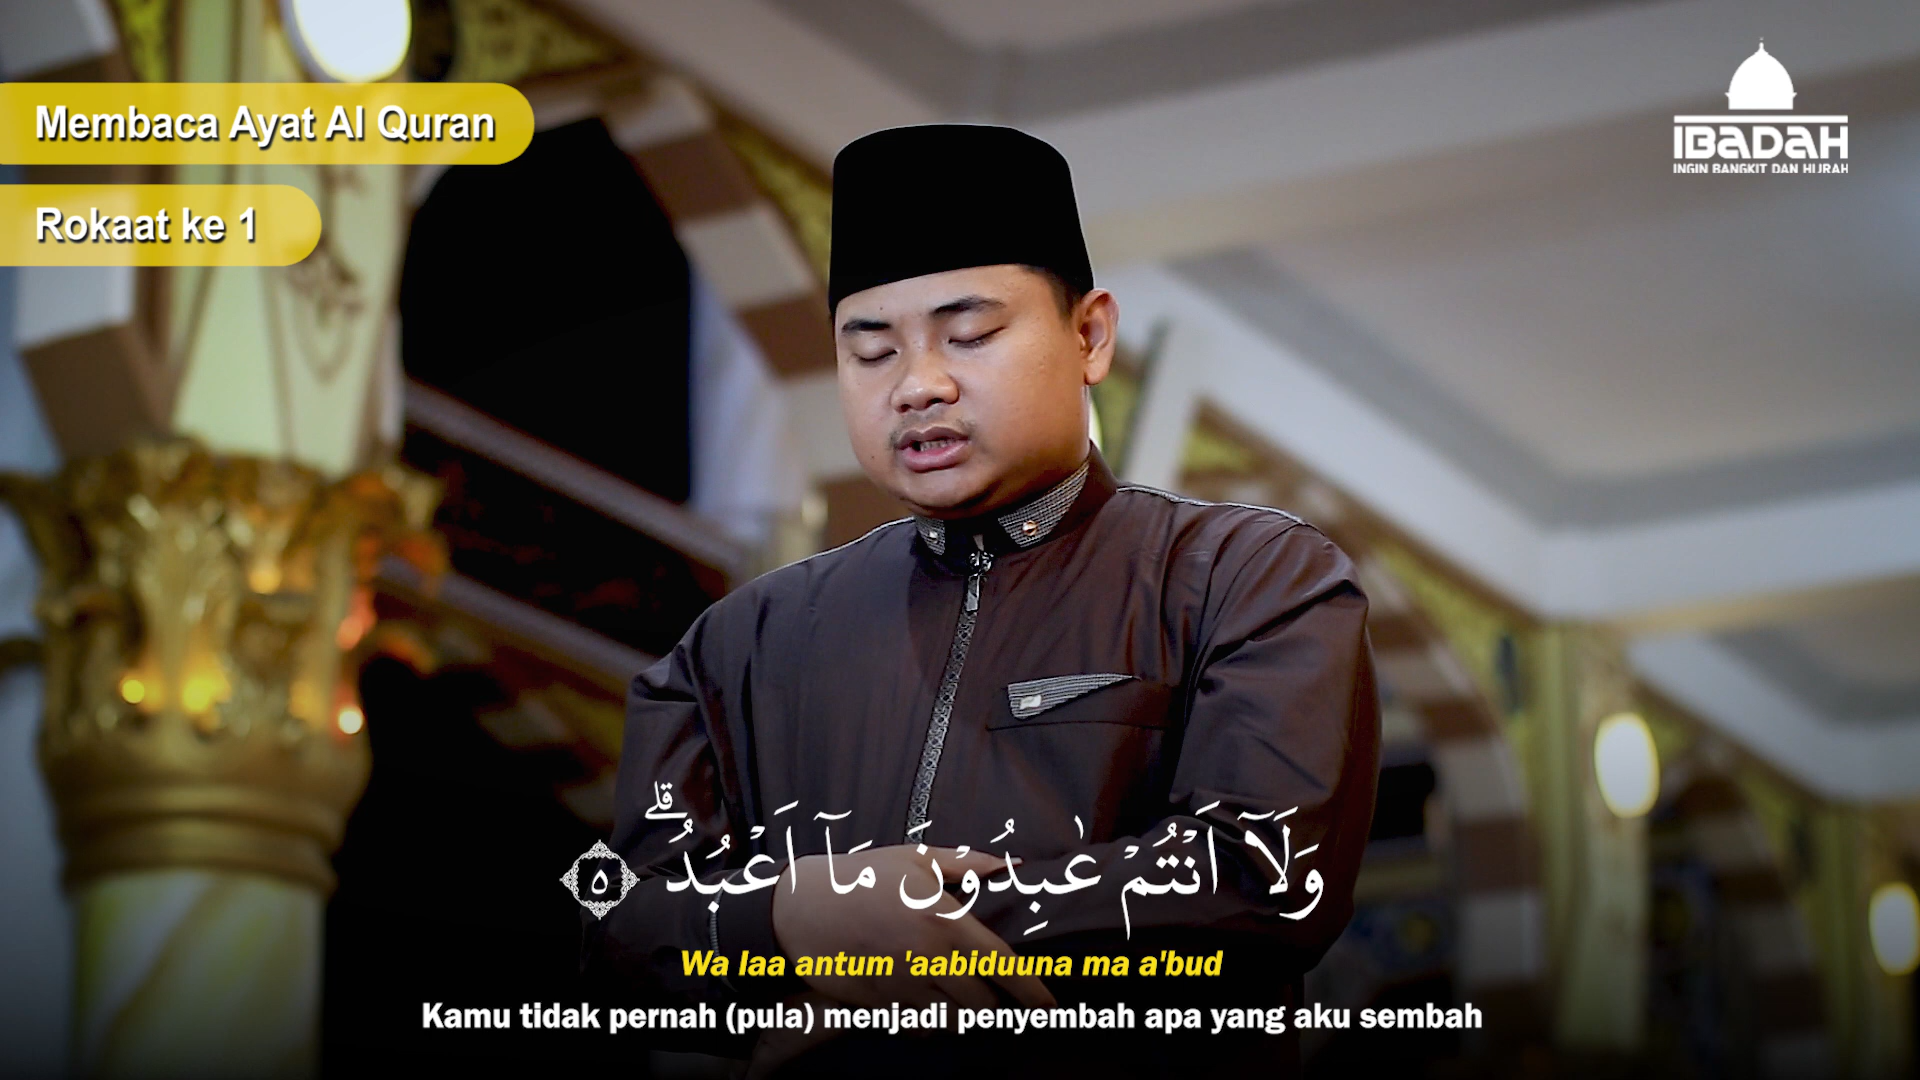 Membaca Ayat Al Quran
Rokaat ke 1
IBADAH
INGIN BANGKIT DAN HIJRAH
وَلَآ اَنْتُمْ عٰبِدُوْنَ مَآ اَعْبُدُۗ ۝٥
Wa laa antum 'aabiduuna ma a'bud
Kamu tidak pernah (pula) menjadi penyembah apa yang aku sembah